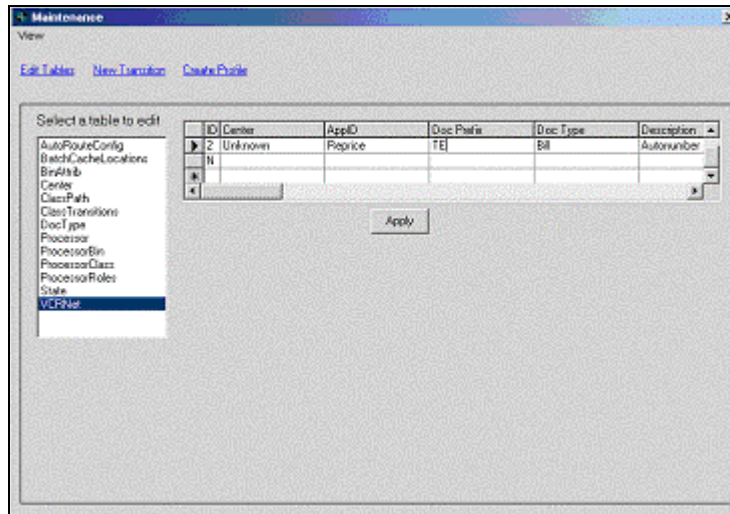 Maintenance
View
Edit Tables New Transition Create Profile
Select a table to edit
ID Center AppID Doc Prefix Doc Type Description
2 Unknown Reprice TE Bill Autonumber
N
AutoRouteConfig
BatchCacheLocations
BinAttrib
Center
ClassPath
ClassTransitions
DocType
Processor
ProcessorBin
ProcessorClass
ProcessorRoles
State
VCRNet
Apply